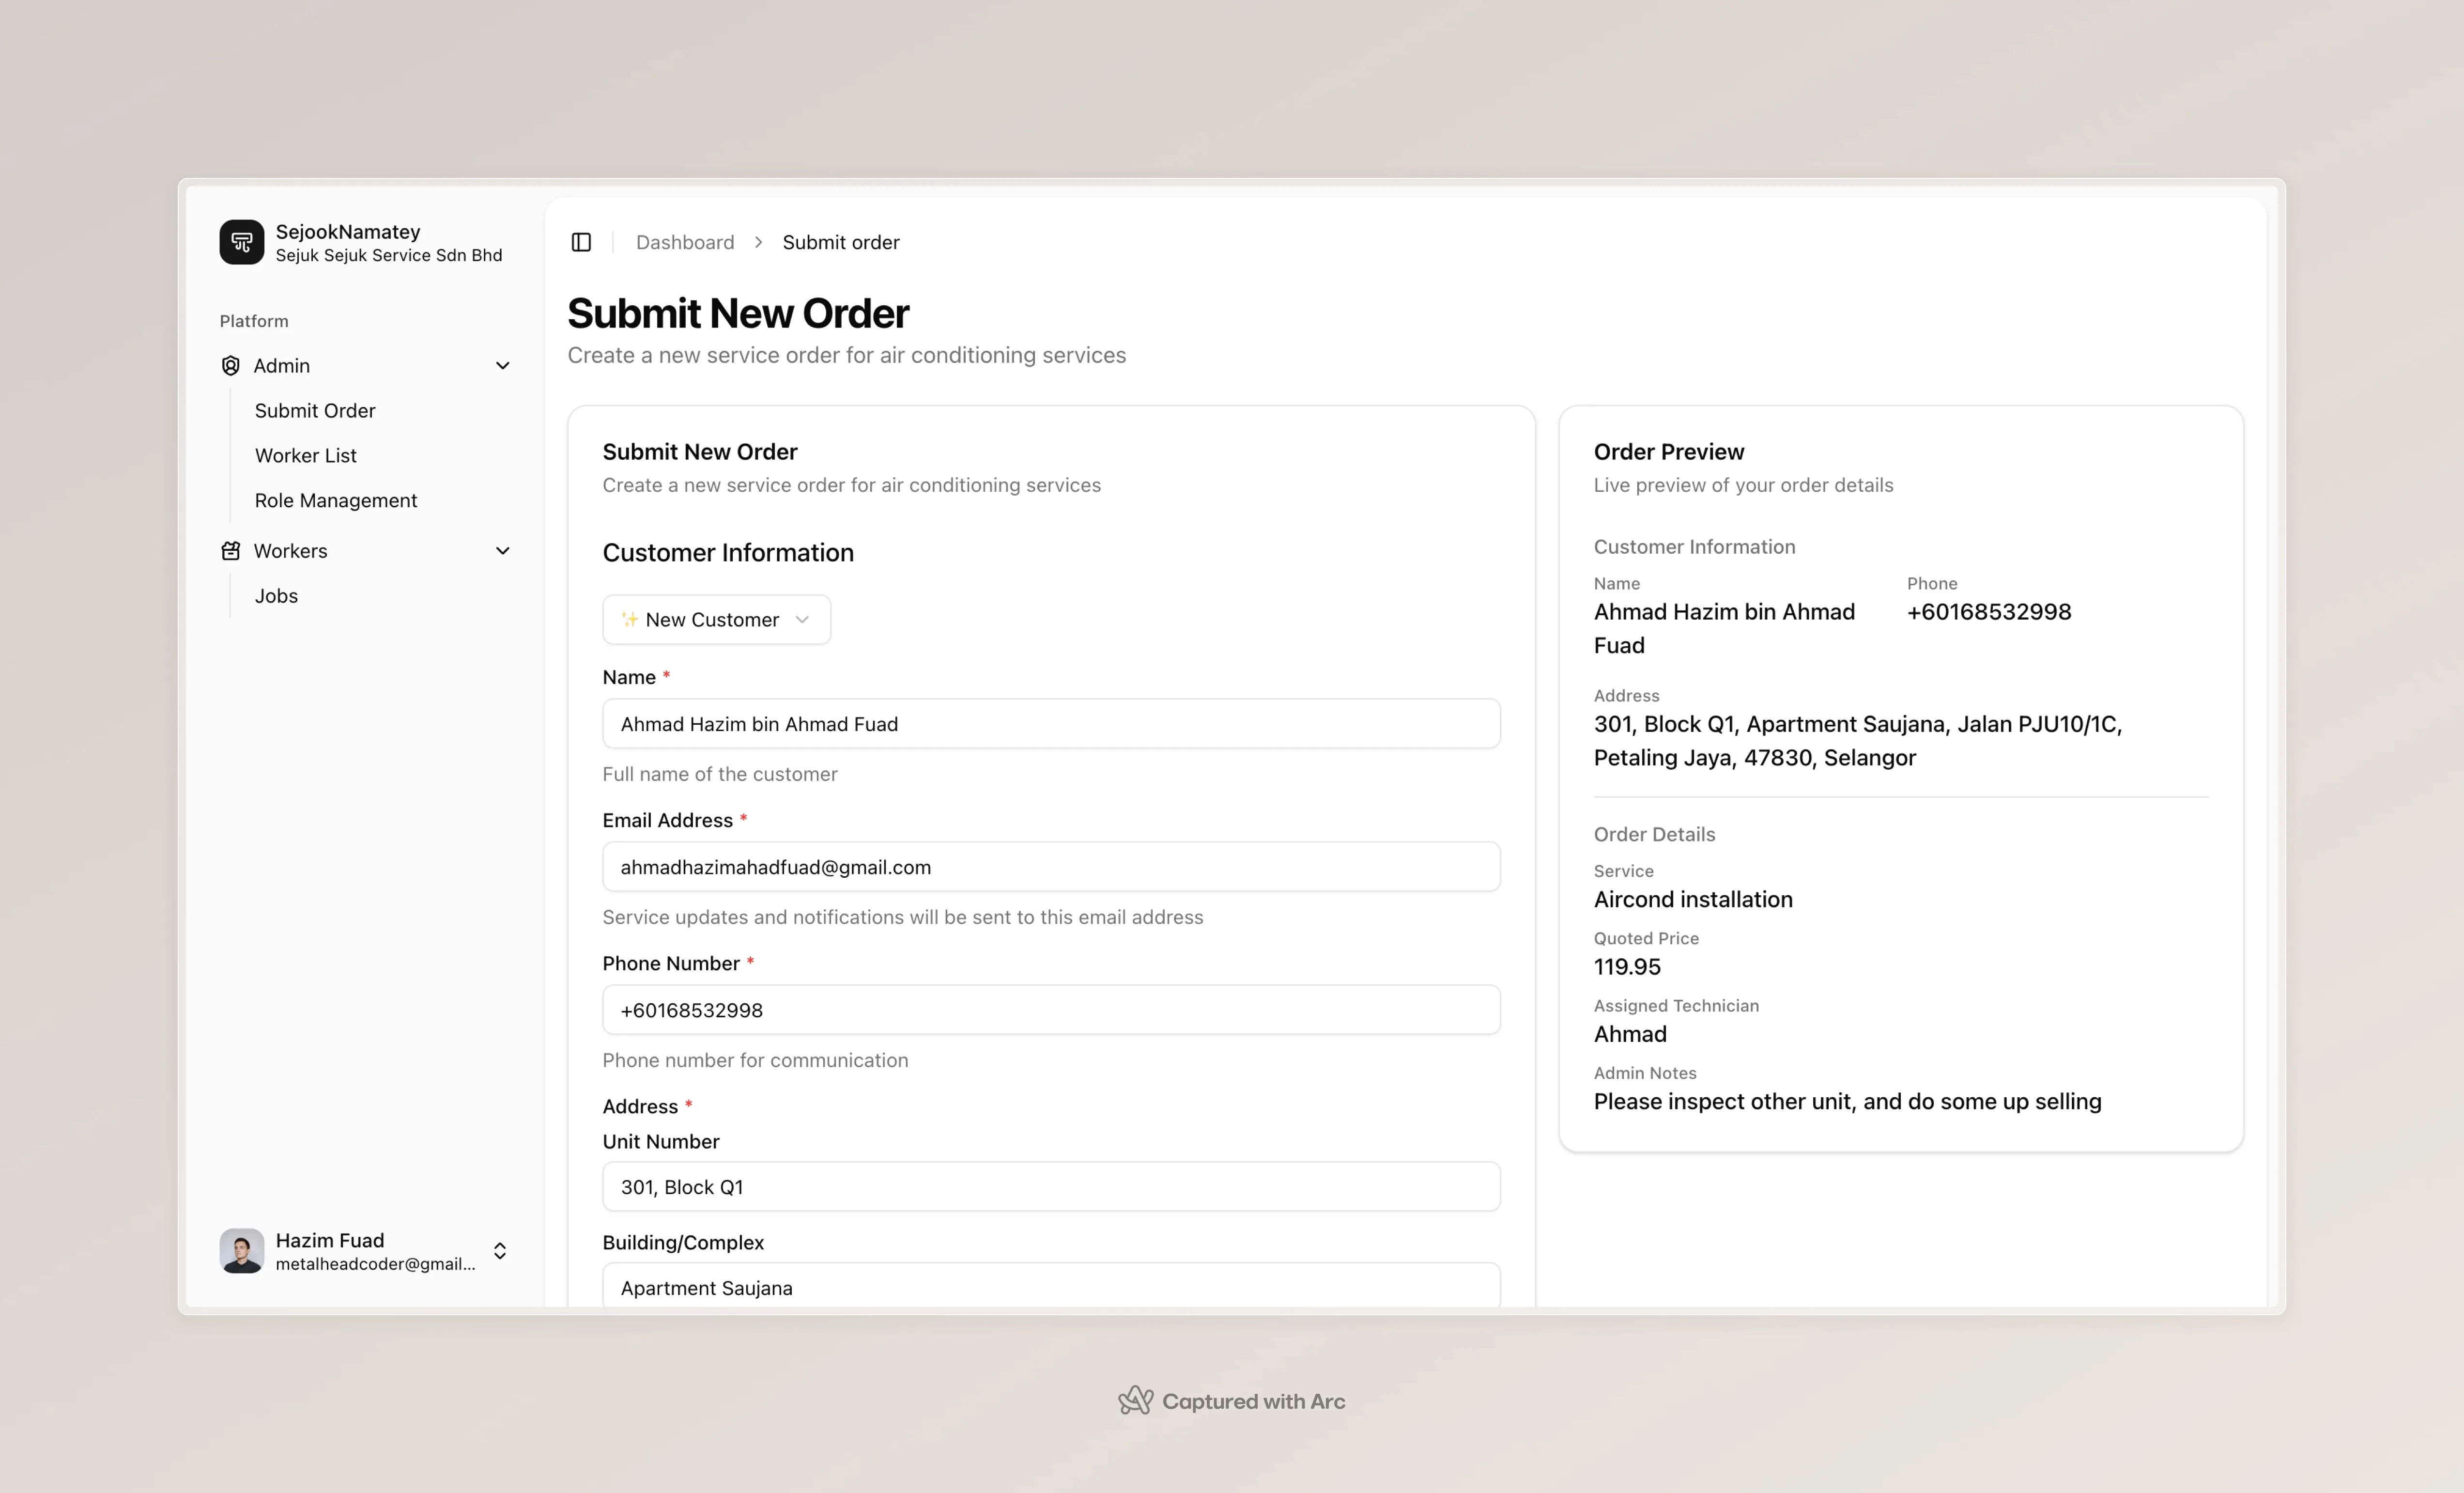 SejookNamatey
Sejuk Sejuk Service Sdn Bhd
Platform
Admin
Submit Order
Worker List
Role Management
Workers
Jobs
Hazim Fuad
metalheadcoder@gmail...
Dashboard > Submit order
Submit New Order
Create a new service order for air conditioning services
Submit New Order
Create a new service order for air conditioning services
Customer Information
✨ New Customer
Name *
Ahmad Hazim bin Ahmad Fuad
Full name of the customer
Email Address *
ahmadhazimahadfuad@gmail.com
Service updates and notifications will be sent to this email address
Phone Number *
+60168532998
Phone number for communication
Address *
Unit Number
301, Block Q1
Building/Complex
Apartment Saujana
Order Preview
Live preview of your order details
Customer Information
Name
Ahmad Hazim bin Ahmad
Fuad
Phone
+60168532998
Address
301, Block Q1, Apartment Saujana, Jalan PJU10/1C,
Petaling Jaya, 47830, Selangor
Order Details
Service
Aircond installation
Quoted Price
119.95
Assigned Technician
Ahmad
Admin Notes
Please inspect other unit, and do some up selling
Captured with Arc